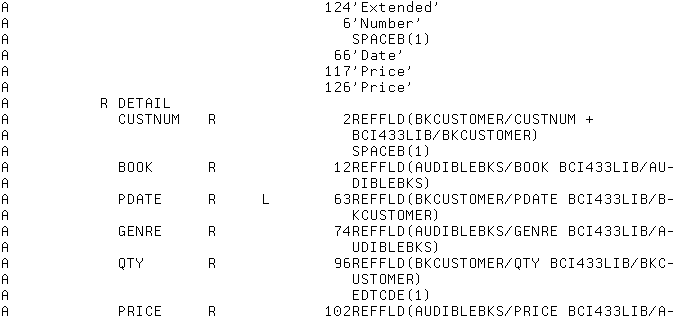 A                                    124'Extended'
A                                      6'Number'
A                                       SPACEB(1)
A                                     66'Date'
A                                    117'Price'
A                                    126'Price'
A          R DETAIL
A            CUSTNUM   R               2REFFLD(BKCUSTOMER/CUSTNUM +
A                                       BCI433LIB/BKCUSTOMER)
A                                       SPACEB(1)
A            BOOK      R              12REFFLD(AUDIBLEBKS/BOOK BCI433LIB/AU-
A                                       DIBLEBKS)
A            PDATE     R     L        63REFFLD(BKCUSTOMER/PDATE BCI433LIB/B-
A                                       KCUSTOMER)
A            GENRE     R              74REFFLD(AUDIBLEBKS/GENRE BCI433LIB/A-
A                                       UDIBLEBKS)
A            QTY       R              96REFFLD(BKCUSTOMER/QTY BCI433LIB/BKC-
A                                       USTOMER)
A                                       EDTCDE(1)
A            PRICE     R             102REFFLD(AUDIBLEBKS/PRICE BCI433LIB/A-